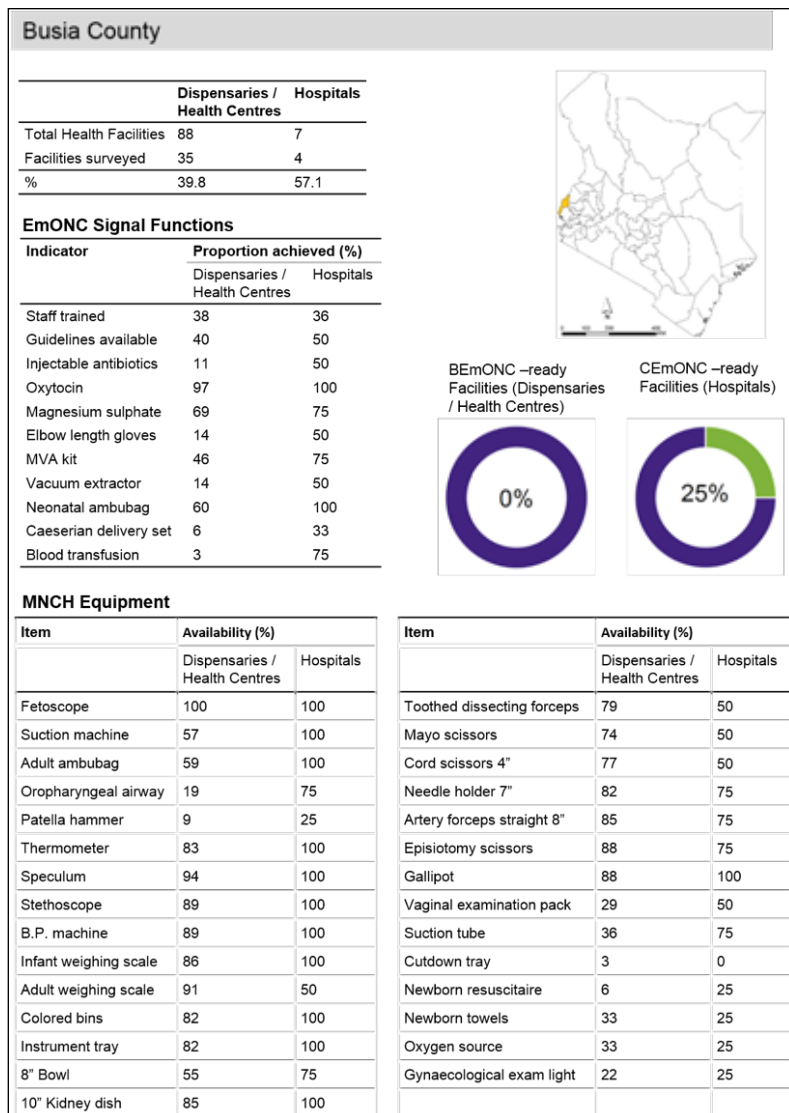 Busia County
Dispensaries / Health Centres Hospitals
Total Health Facilities 88 7
Facilities surveyed 35 4
% 39.8 57.1
EmONC Signal Functions
Indicator Proportion achieved (%)
Dispensaries / Health Centres Hospitals
Staff trained 38 36
Guidelines available 40 50
Injectable antibiotics 11 50
Oxytocin 97 100
Magnesium sulphate 69 75
Elbow length gloves 14 50
MVA kit 46 75
Vacuum extractor 14 50
Neonatal ambubag 60 100
Caeserian delivery set 6 33
Blood transfusion 3 75
BEmONC –ready
Facilities (Dispensaries
/ Health Centres)
0%
CEmONC –ready
Facilities (Hospitals)
25%
MNCH Equipment
Item Availability (%)
Dispensaries / Health Centres Hospitals
Fetoscope 100 100
Suction machine 57 100
Adult ambubag 59 100
Oropharyngeal airway 19 75
Patella hammer 9 25
Thermometer 83 100
Speculum 94 100
Stethoscope 89 100
B.P. machine 89 100
Infant weighing scale 86 100
Adult weighing scale 91 50
Colored bins 82 100
Instrument tray 82 100
8" Bowl 55 75
10" Kidney dish 85 100
Item Availability (%)
Dispensaries / Health Centres Hospitals
Toothed dissecting forceps 79 50
Mayo scissors 74 50
Cord scissors 4" 77 50
Needle holder 7" 82 75
Artery forceps straight 8" 85 75
Episiotomy scissors 88 75
Gallipot 88 100
Vaginal examination pack 29 50
Suction tube 36 75
Cutdown tray 3 0
Newborn resuscitaire 6 25
Newborn towels 33 25
Oxygen source 33 25
Gynaecological exam light 22 25